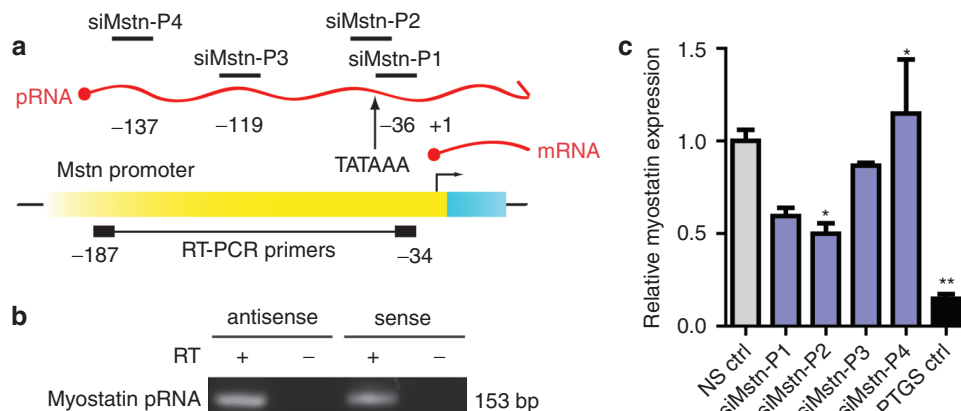 a
siMstn-P4
siMstn-P2
siMstn-P3
siMstn-P1
pRNA
−137
−119
−36
+1
TATAAA
mRNA
Mstn promoter
RT-PCR primers
−187
−34
b
antisense
sense
RT
+
−
+
−
Myostatin pRNA
153 bp
c
Relative myostatin expression
1.5
1.0
0.5
0.0
*
*
**
NS ctrl
siMstn-P1
siMstn-P2
siMstn-P3
siMstn-P4
PTGS ctrl